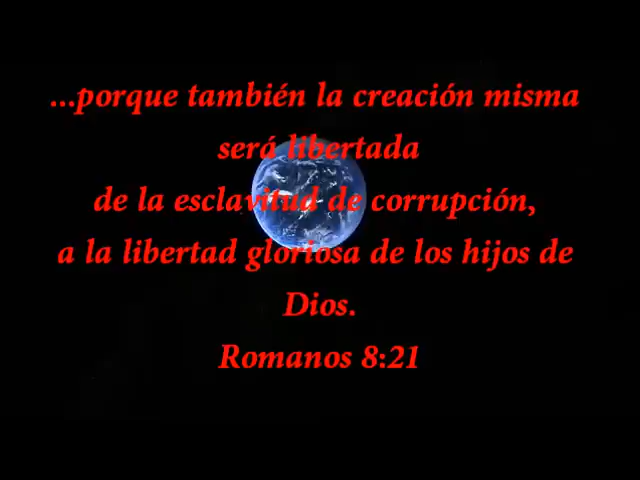 ...porque también la creación misma
será libertada
de la esclavitud de corrupción,
a la libertad gloriosa de los hijos de
Dios.
Romanos 8:21